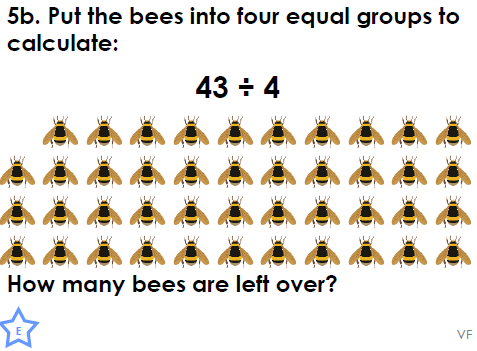 5b. Put the bees into four equal groups to
calculate:
43 ÷ 4
How many bees are left over?
E
VF